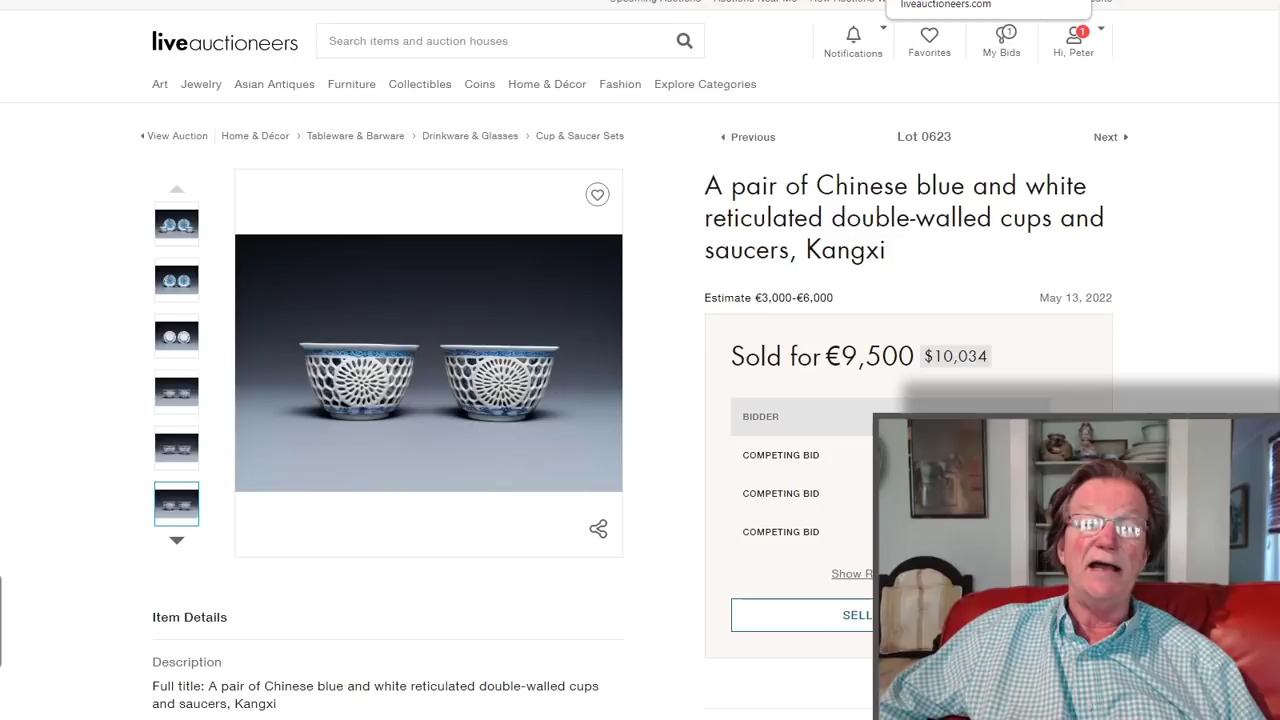 liveauctioneers.com
liveauctioneers
Search items and auction houses
Notifications
Favorites
1
My Bids
1
Hi, Peter
Art Jewelry Asian Antiques Furniture Collectibles Coins Home & Décor Fashion Explore Categories
View Auction Home & Décor > Tableware & Barware > Drinkware & Glasses > Cup & Saucer Sets
Previous Lot 0623 Next
A pair of Chinese blue and white
reticulated double-walled cups and
saucers, Kangxi
Estimate €3,000-€6,000 May 13, 2022
Sold for €9,500 $10,034
BIDDER
COMPETING BID
COMPETING BID
COMPETING BID
Show R
SELL
Item Details
Description
Full title: A pair of Chinese blue and white reticulated double-walled cups
and saucers, Kangxi